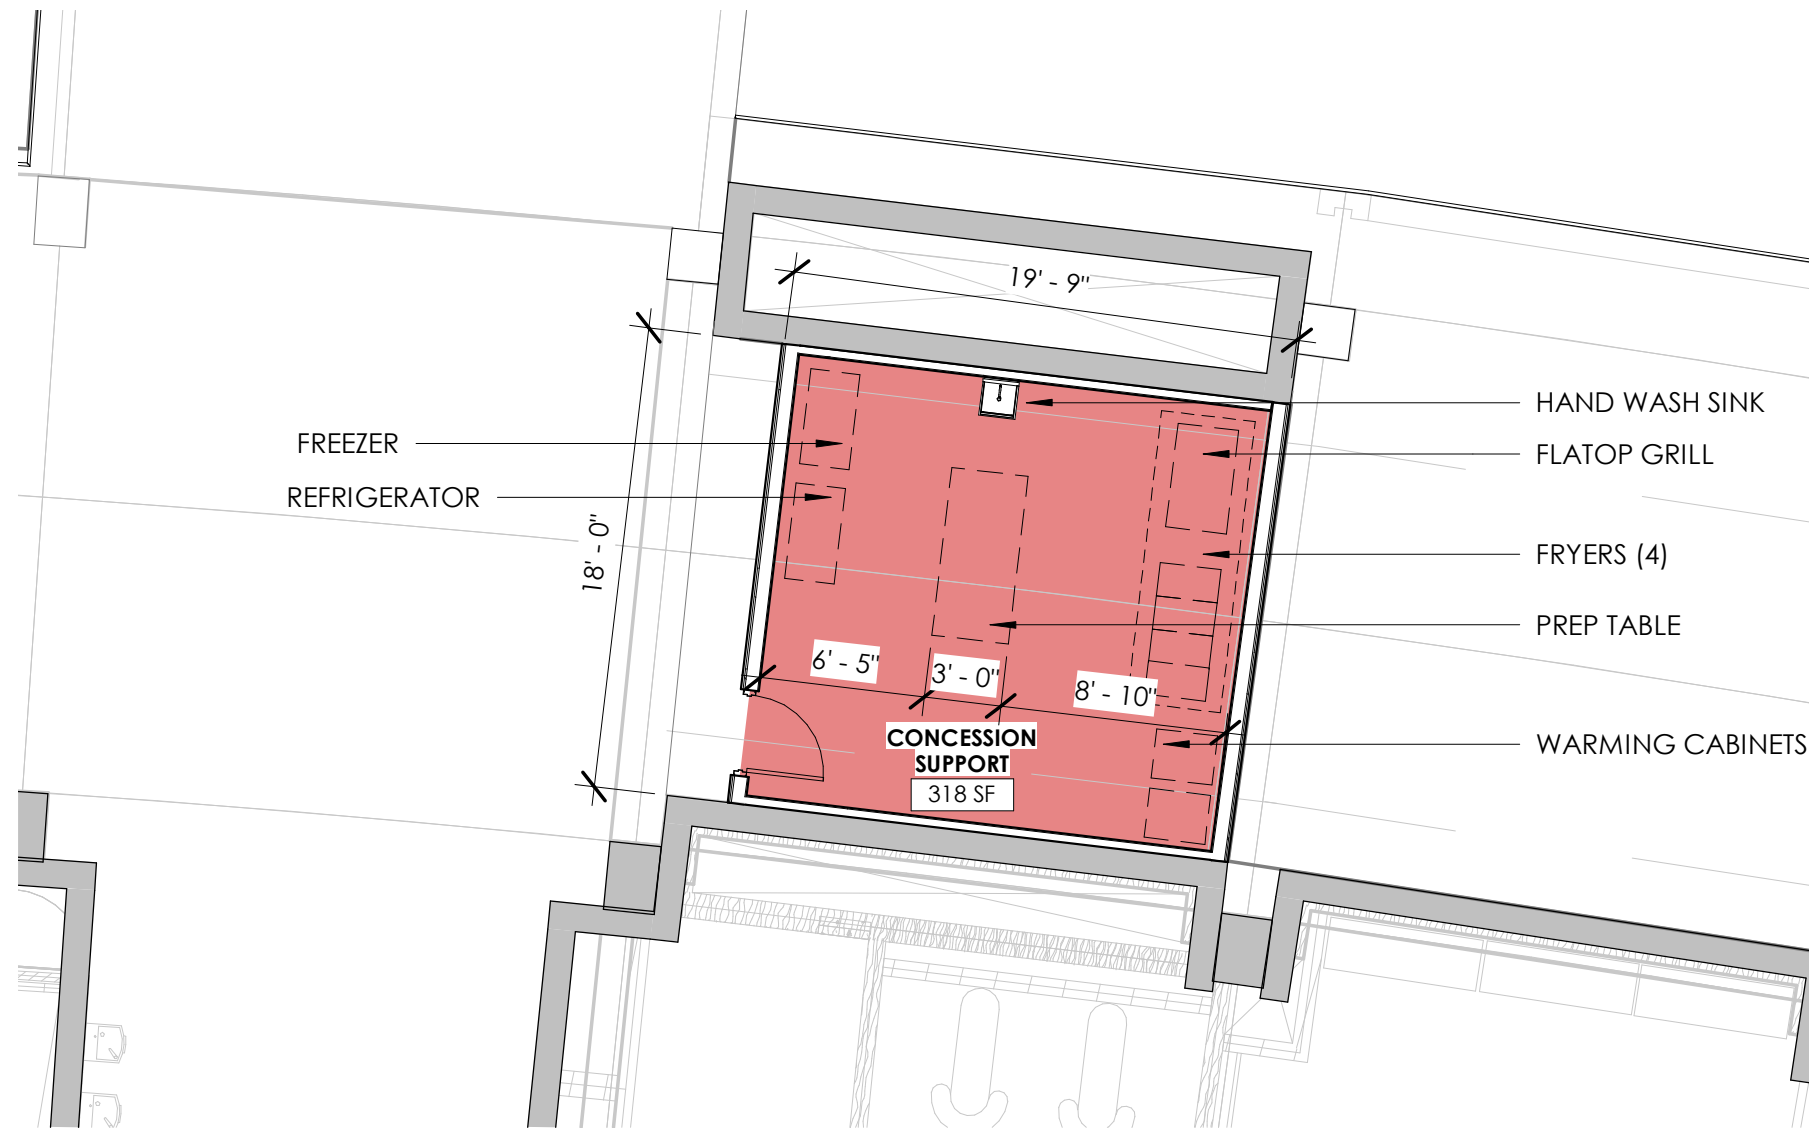 19' - 9"
HAND WASH SINK
FREEZER
FLATOP GRILL
REFRIGERATOR
18' - 0"
FRYERS (4)
PREP TABLE
6' - 5"
3' - 0"
8' - 10"
CONCESSION
SUPPORT
318 SF
WARMING CABINETS